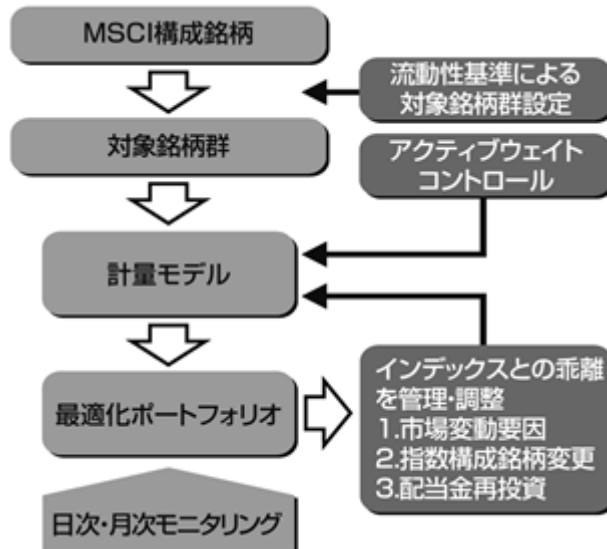 MSCI構成銘柄
流動性基準による
対象銘柄群設定
対象銘柄群
アクティブウェイト
コントロール
計量モデル
最適化ポートフォリオ
インデックスとの乖離
を管理・調整
1.市場変動要因
2.指数構成銘柄変更
3.配当金再投資
日次・月次モニタリング